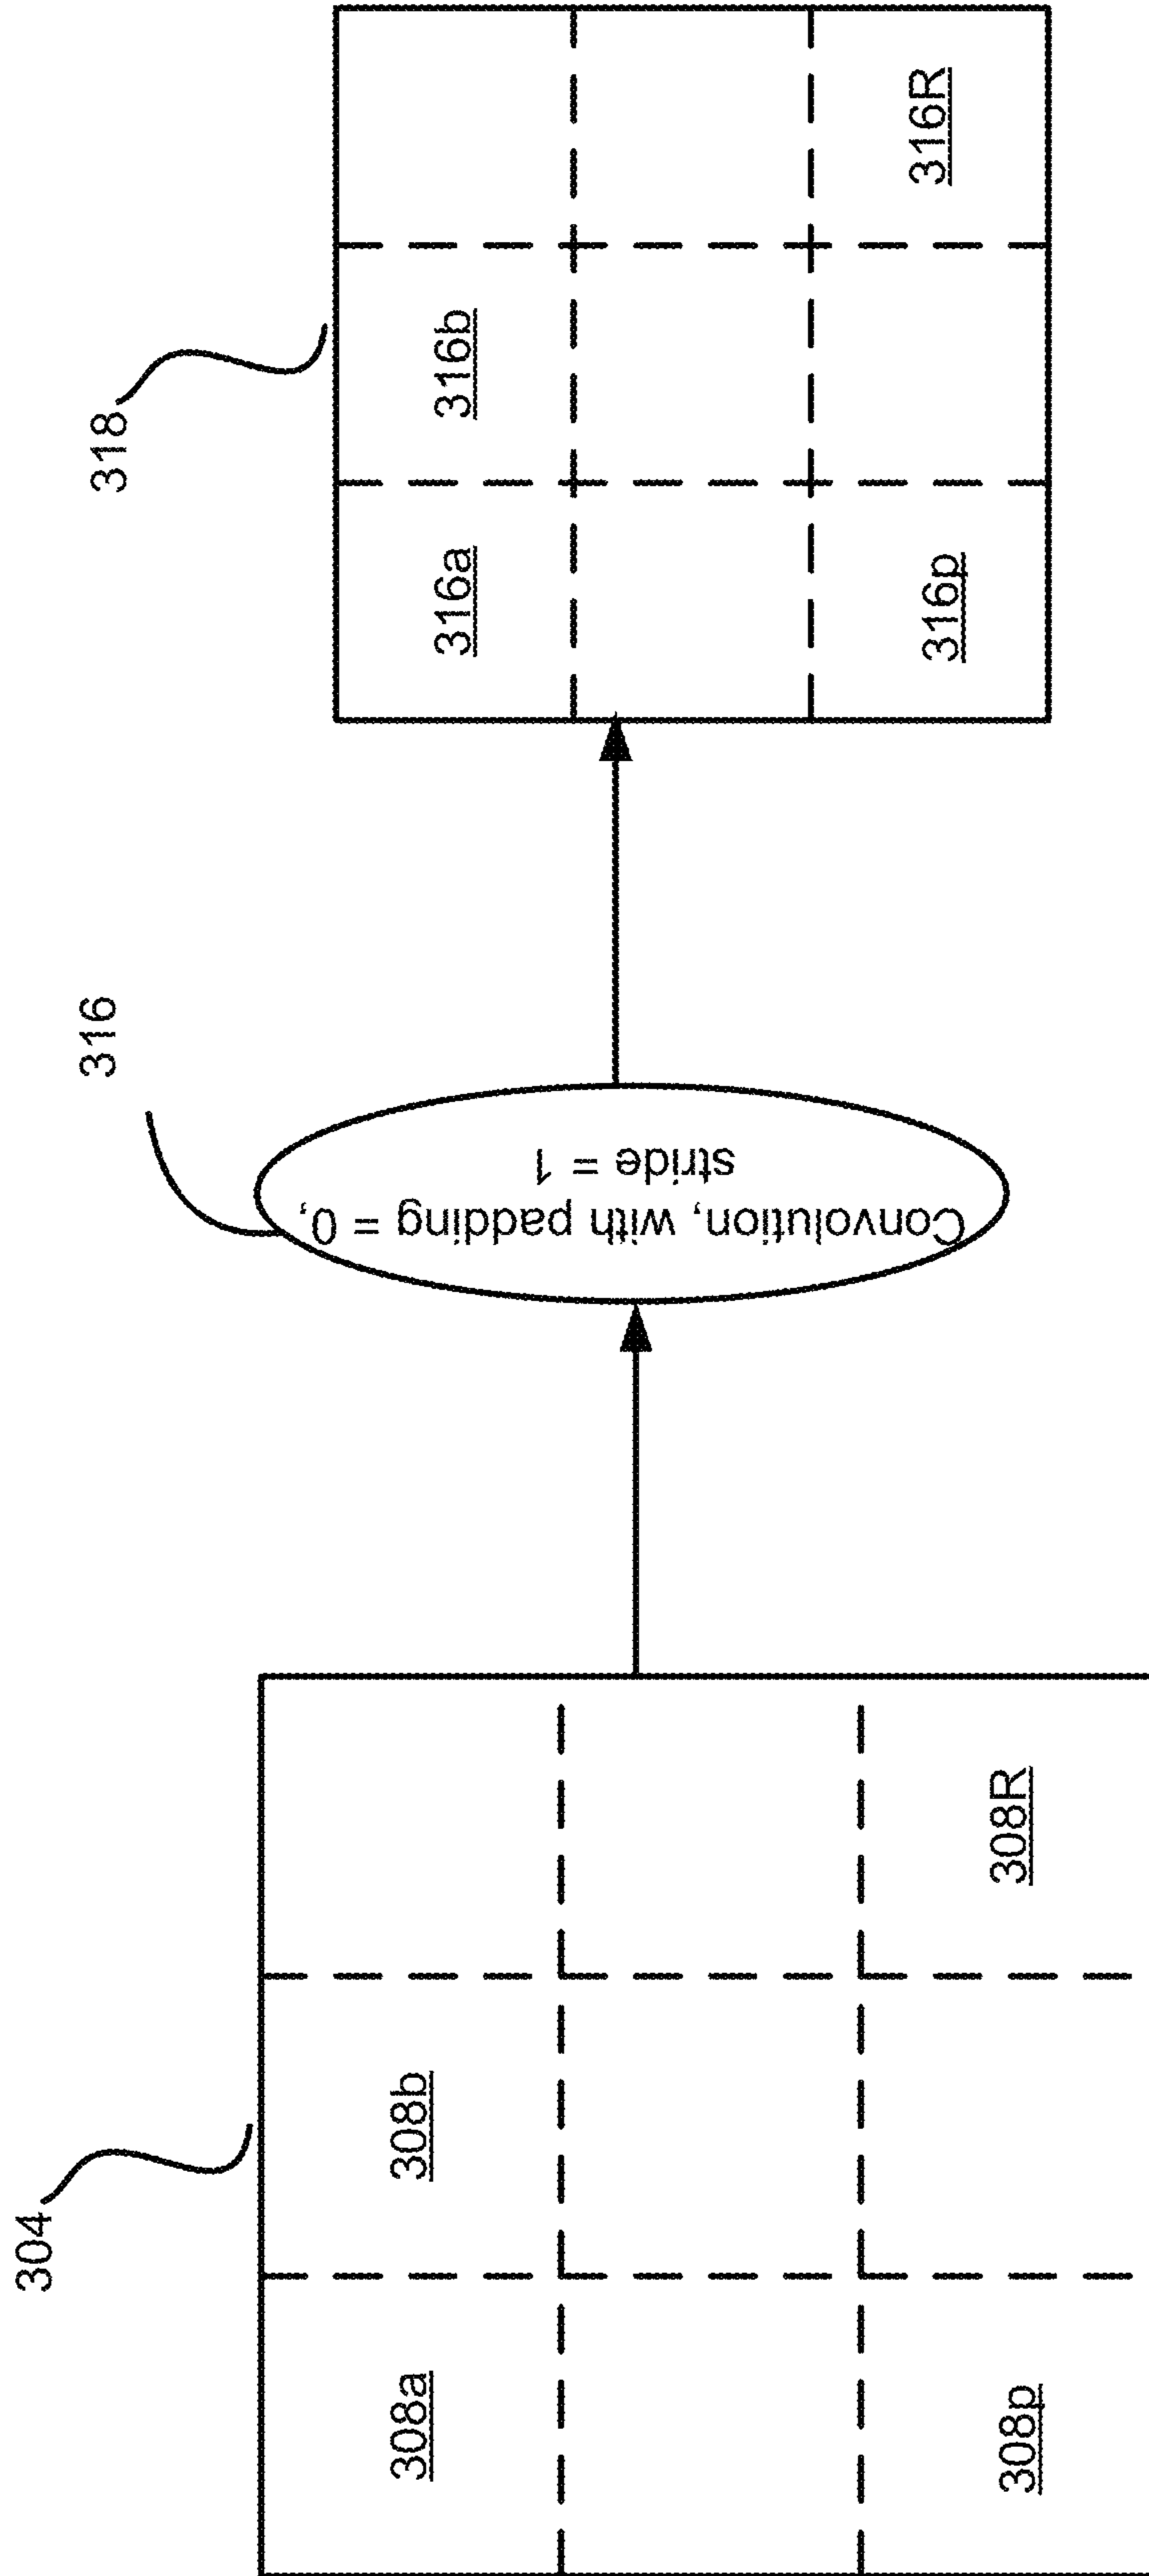 304
308a
308b
308p
308R
316
Convolution, with padding = 0,
stride = 1
318
316a
316b
316p
316R